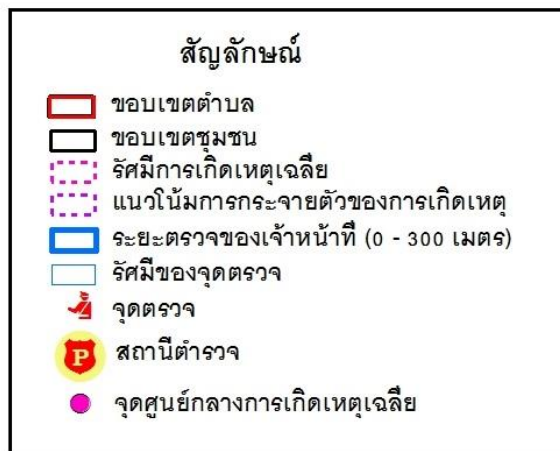 สัญลักษณ์
ขอบเขตตำบล
ขอบเขตชุมชน
รัศมีการเกิดเหตุเฉลี่ย
แนวโน้มการกระจายตัวของการเกิดเหตุ
ระยะตรวจของเจ้าหน้าที่ (0 - 300 เมตร)
รัศมีของจุดตรวจ
จุดตรวจ
P สถานีตำรวจ
จุดศูนย์กลางการเกิดเหตุเฉลี่ย